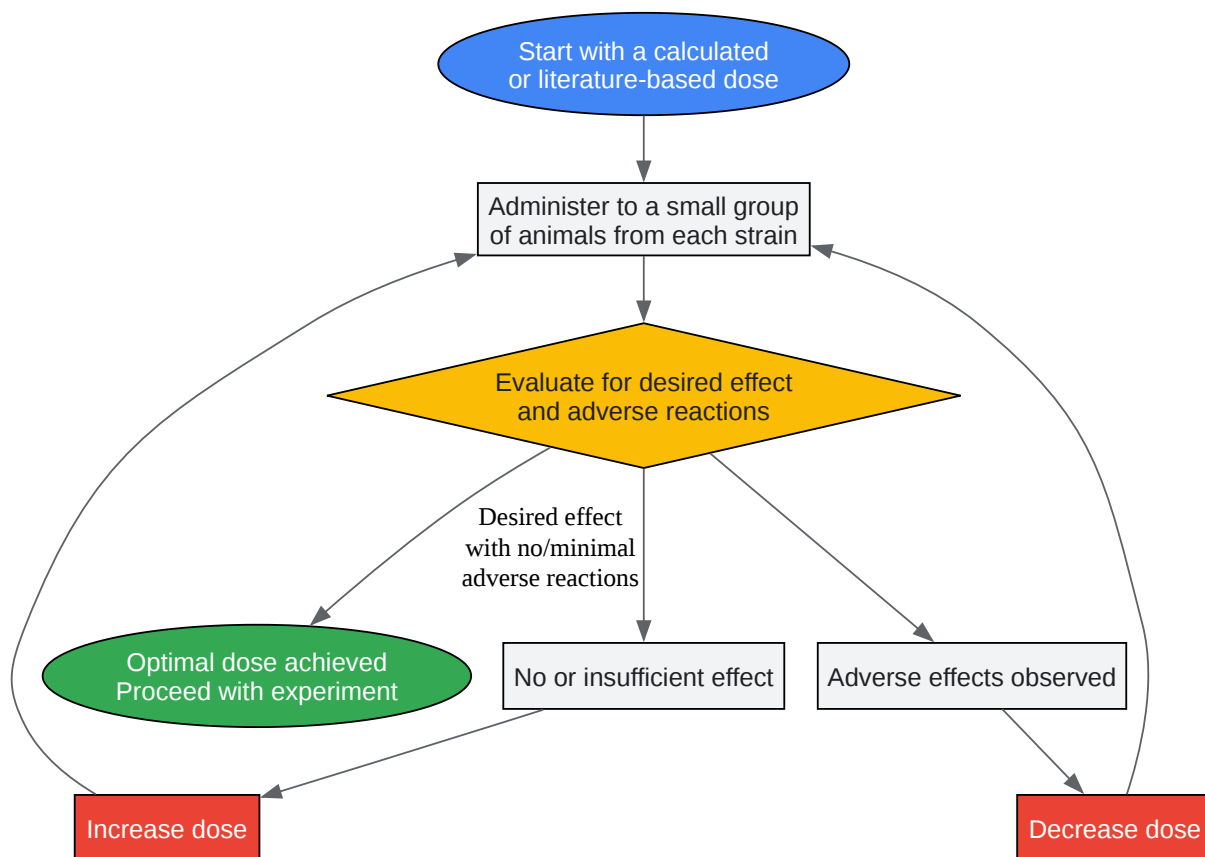 Start with a calculated
or literature-based dose
Administer to a small group
of animals from each strain
Evaluate for desired effect
and adverse reactions
Desired effect
with no/minimal
adverse reactions
Optimal dose achieved
Proceed with experiment
No or insufficient effect
Adverse effects observed
Increase dose
Decrease dose